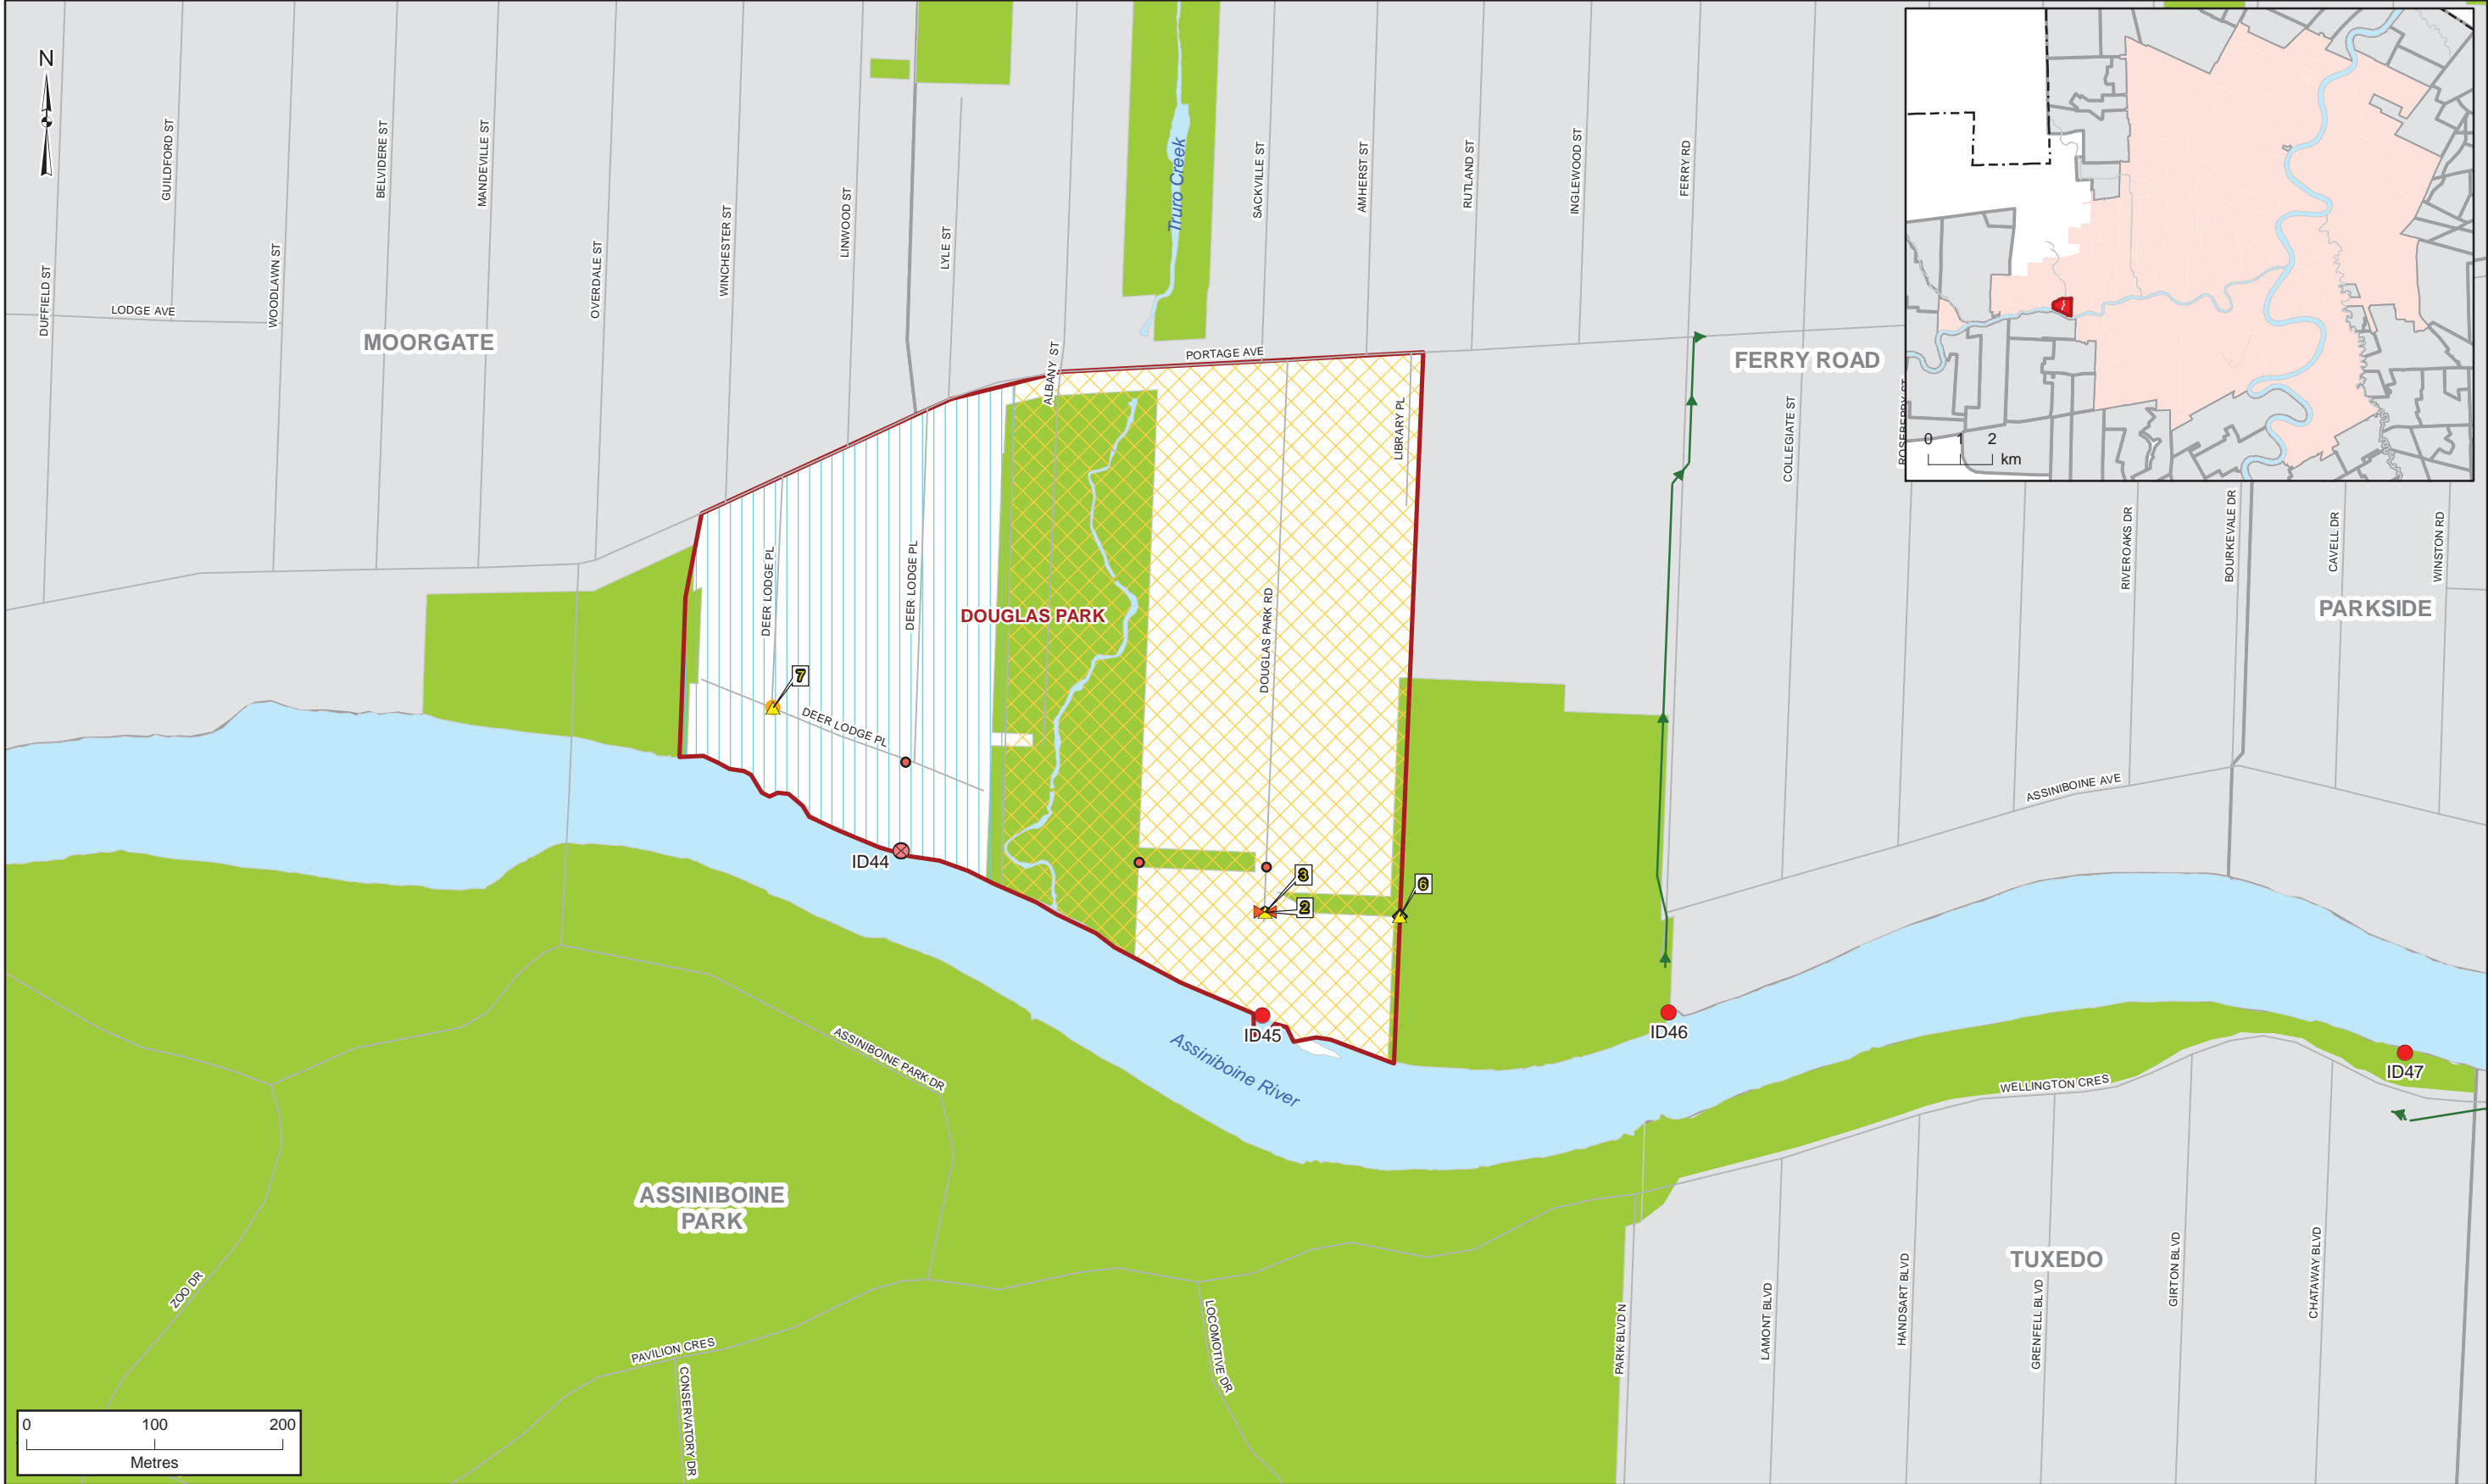 N
GUILDFORD ST
BELVIDERE ST
MANDEVILLE ST
DUFFIELD ST
WOODLAWN ST
OVERDALE ST
WINCHESTER ST
LINWOOD ST
LYLE ST
Truro Creek
SACKVILLE ST
AMHERST ST
RUTLAND ST
INGLEWOOD ST
FERRY RD
LODGE AVE
MOORGATE
ALBANY ST
PORTAGE AVE
FERRY ROAD
LIBRARY PL
COLLEGIATE ST
ROSEBERRY ST
0 1 2
km
RIVEROAKS DR
BOURKEVALE DR
CAVELL DR
WINSTON RD
PARKSIDE
DEER LODGE PL
DEER LODGE PL
DOUGLAS PARK
DOUGLAS PARK RD
7
DEER LODGE PL
ASSINIBOINE AVE
ID44
3
2
6
ID45
ID46
ID47
Assiniboine River
ASSINIBOINE PARK DR
WELLINGTON CRES
ASSINIBOINE
PARK
TUXEDO
ZOO DR
PAVILION CRES
CONSERVATORY DR
LOCOMOTIVE DR
PARK BLVD N
LAMONT BLVD
HANDSART BLVD
GRENFELL BLVD
GIRTON BLVD
CHATAWAY BLVD
0 100 200
Metres